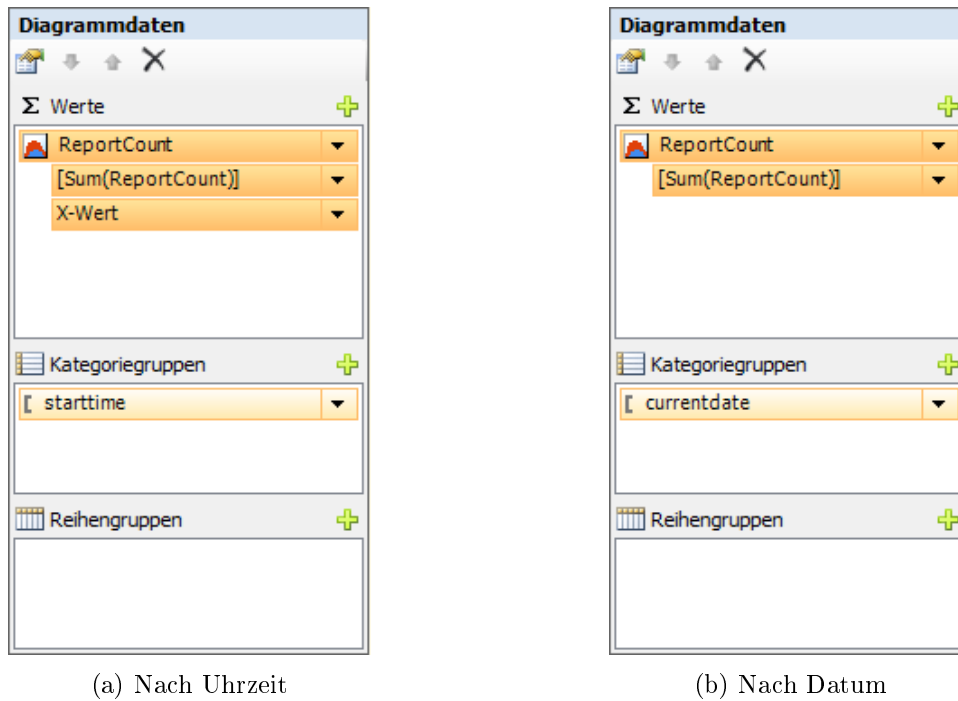 Diagrammdaten
Σ Werte
ReportCount
[Sum(ReportCount)]
X-Wert
Kategoriegruppen
[ starttime
Reihengruppen
(a) Nach Uhrzeit
Diagrammdaten
Σ Werte
ReportCount
[Sum(ReportCount)]
Kategoriegruppen
[ currentdate
Reihengruppen
(b) Nach Datum